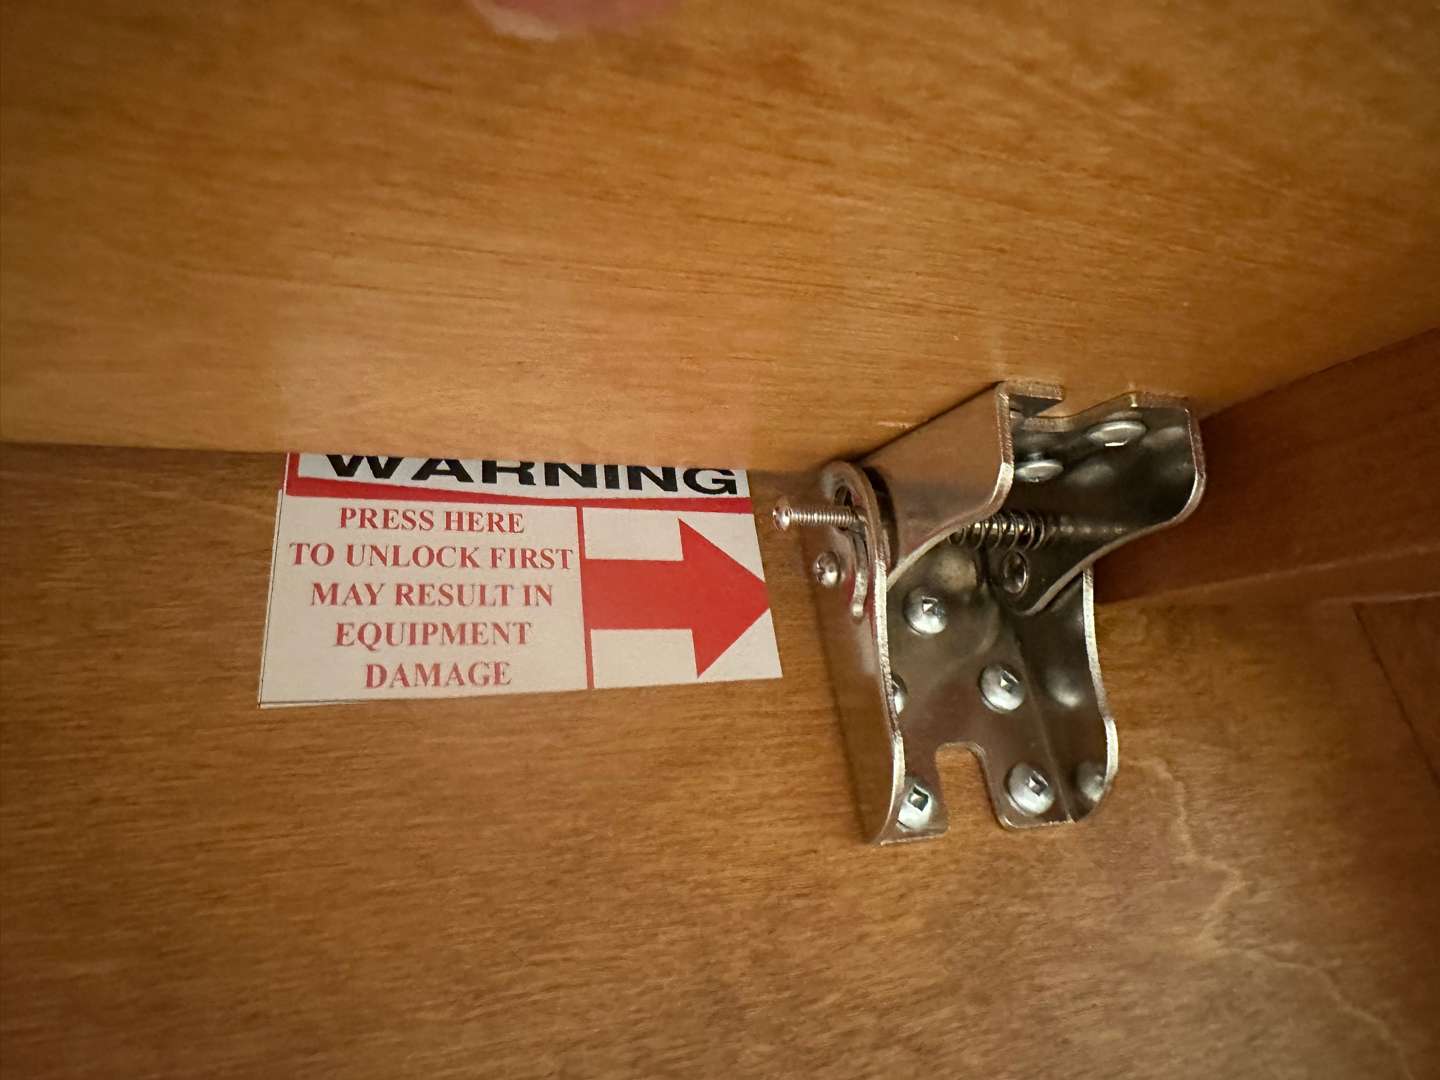 WARNING
PRESS HERE
TO UNLOCK FIRST
MAY RESULT IN
EQUIPMENT
DAMAGE